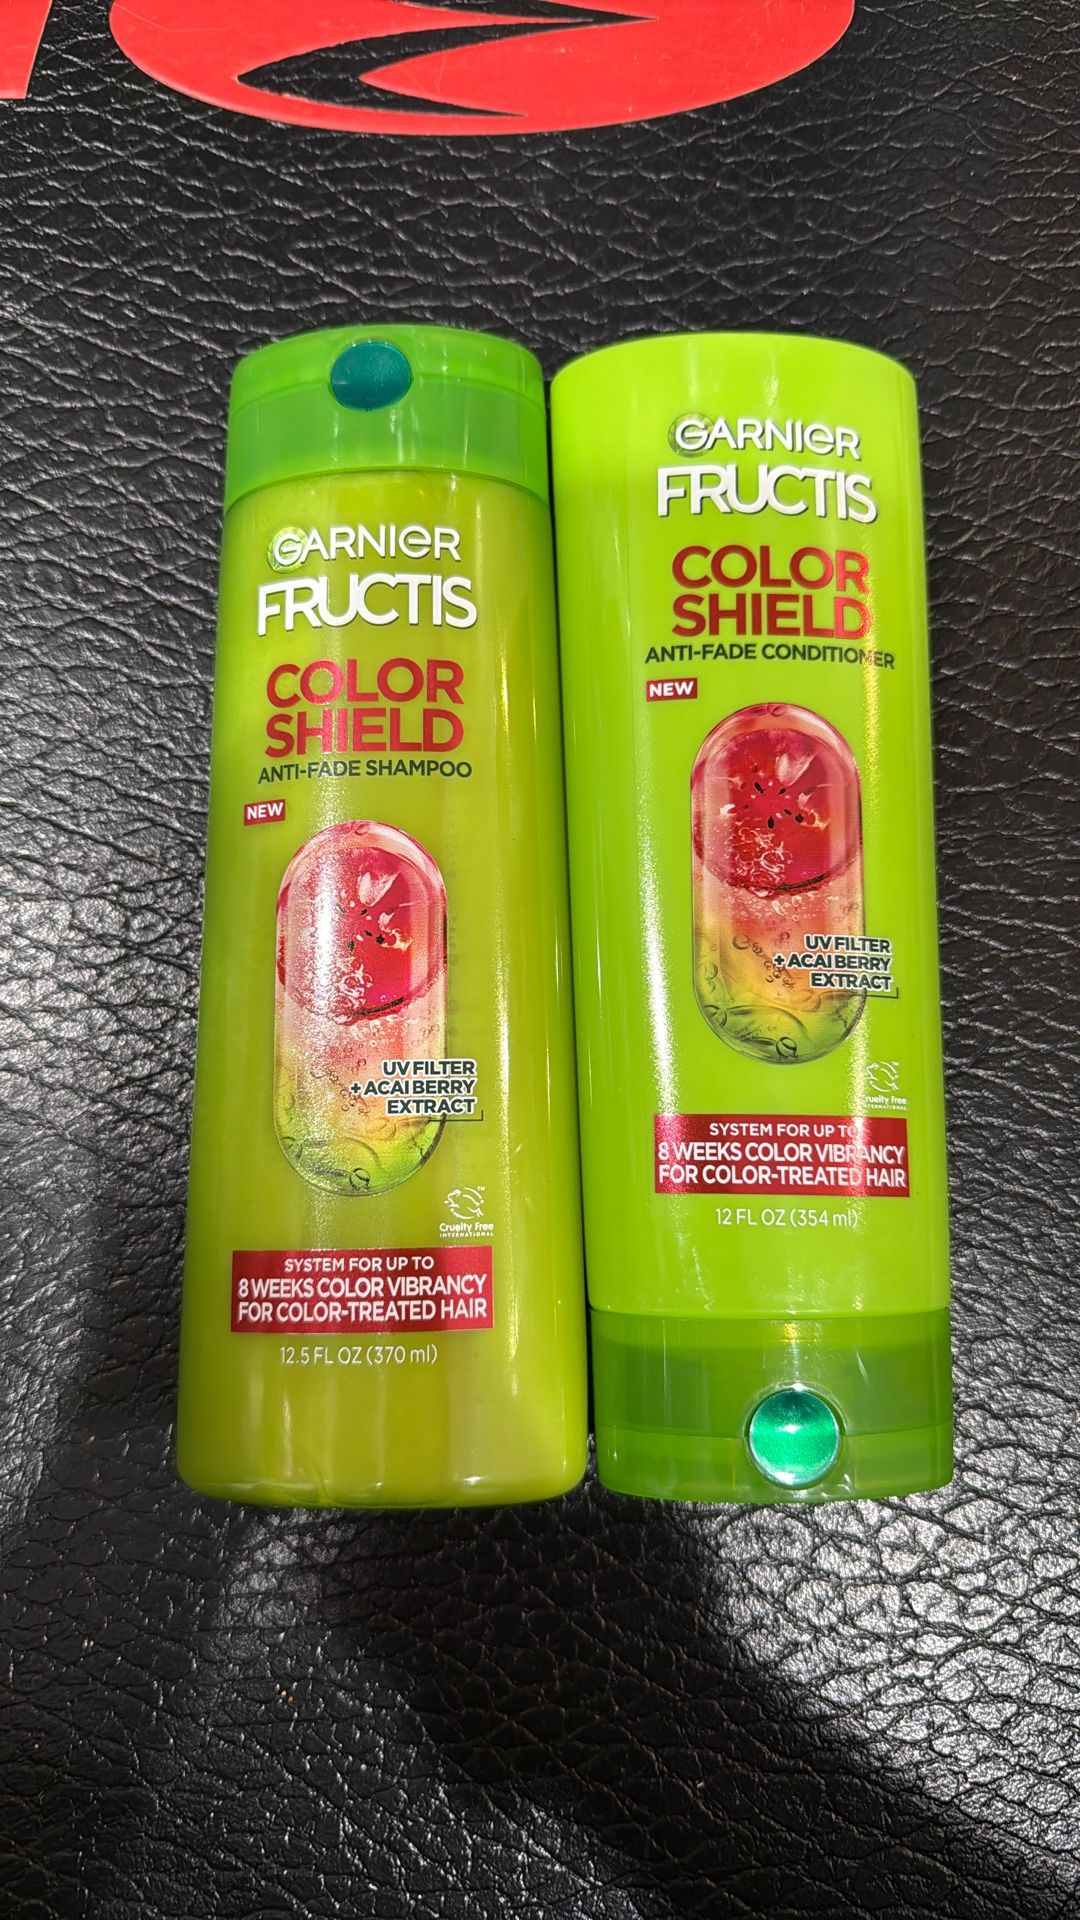 GARNIER
FRUCTIS
COLOR
SHIELD
ANTI-FADE SHAMPOO
NEW
UV FILTER
+ ACAI BERRY
EXTRACT
Cruelty Free
INTERNATIONAL
SYSTEM FOR UP TO
8 WEEKS COLOR VIBRANCY
FOR COLOR-TREATED HAIR
12.5 FL OZ (370 ml)
GARNIER
FRUCTIS
COLOR
SHIELD
ANTI-FADE CONDITIONER
NEW
UV FILTER
+ ACAI BERRY
EXTRACT
Cruelty Free
INTERNATIONAL
SYSTEM FOR UP TO
8 WEEKS COLOR VIBRANCY
FOR COLOR-TREATED HAIR
12 FL OZ (354 ml)